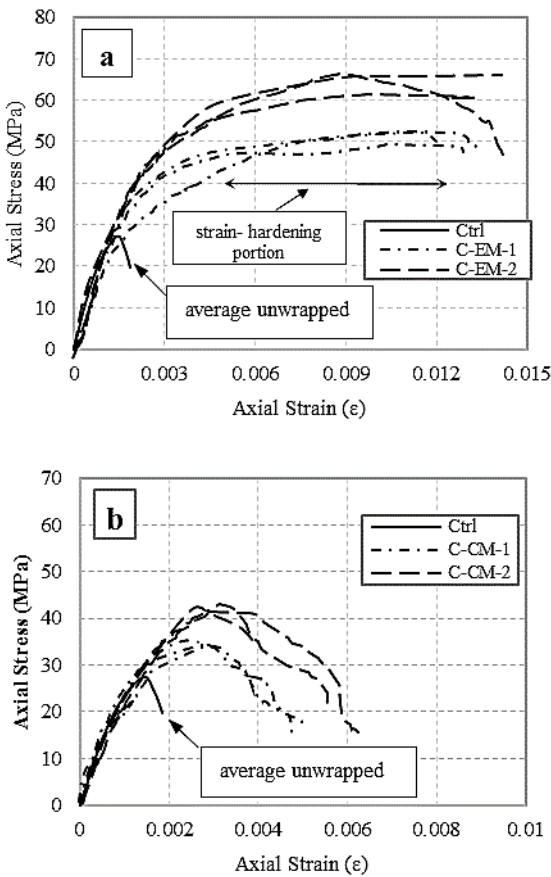 80
a
70
60
50
40
30
20
10
0
Axial Stress (MPa)
strain- hardening
portion
Ctrl
C-EM-1
C-EM-2
average unwrapped
0 0.003 0.006 0.009 0.012 0.015
Axial Strain (ε)
70
b
60
50
40
30
20
10
0
Axial Stress (MPa)
Ctrl
C-CM-1
C-CM-2
average unwrapped
0 0.002 0.004 0.006 0.008 0.01
Axial Strain (ε)